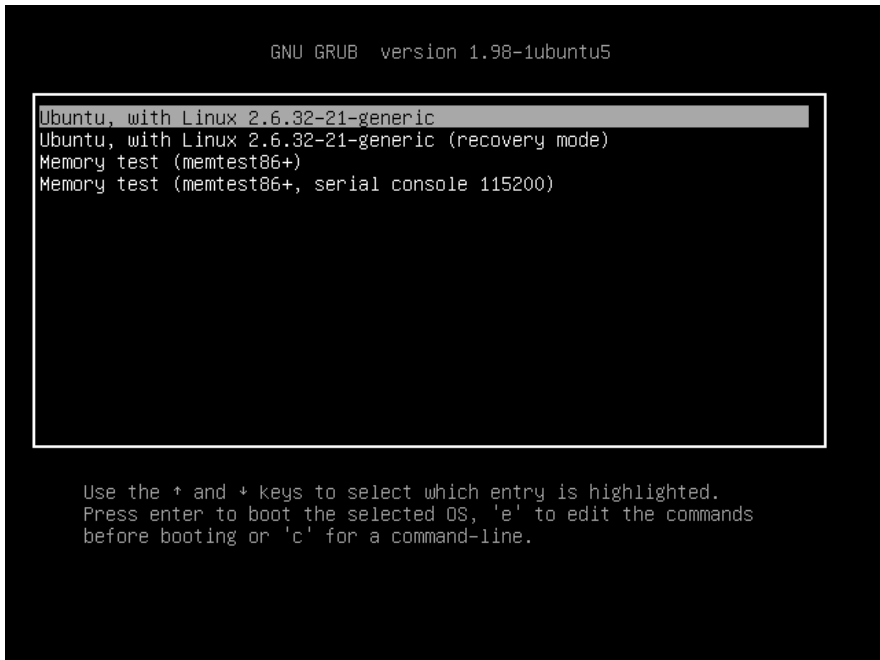 GNU GRUB  version 1.98-1ubuntu5
Ubuntu, with Linux 2.6.32-21-generic
Ubuntu, with Linux 2.6.32-21-generic (recovery mode)
Memory test (memtest86+)
Memory test (memtest86+, serial console 115200)
Use the ↑ and ↓ keys to select which entry is highlighted.
Press enter to boot the selected OS, 'e' to edit the commands
before booting or 'c' for a command-line.